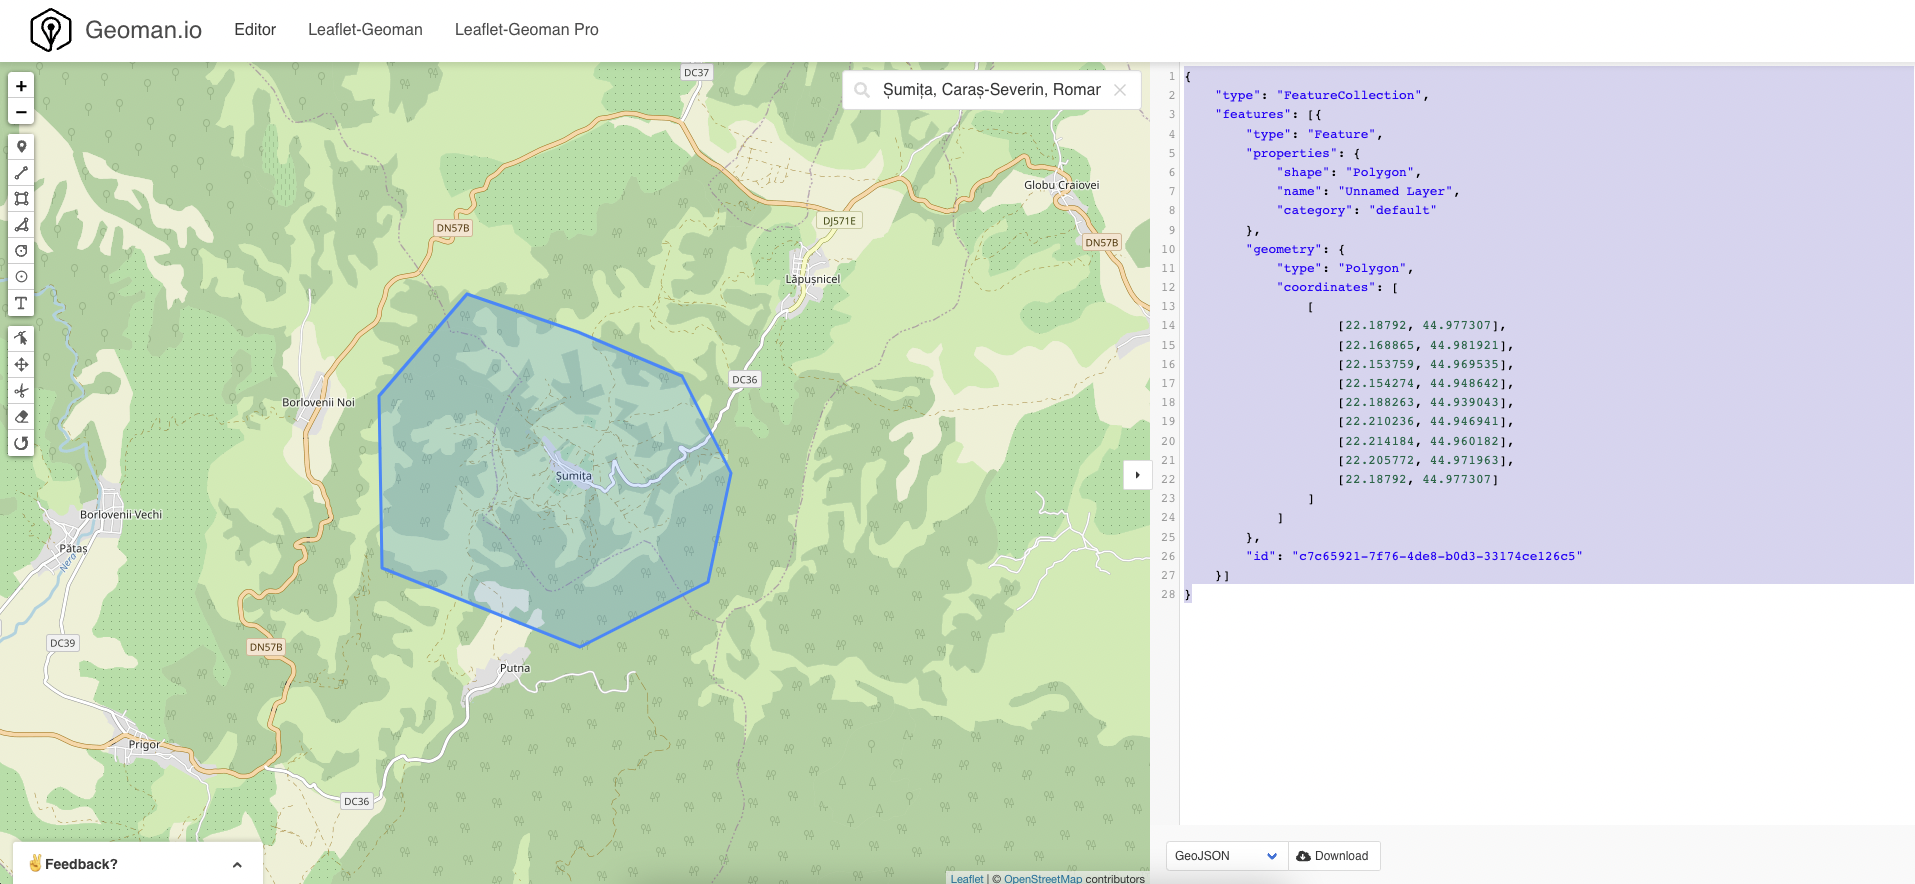 Geoman.io
Editor
Leaflet-Geoman
Leaflet-Geoman Pro
+
−
T
Șumița, Caraș-Severin, Romar
DC37
Globu Craiovei
DJ571E
DN57B
DN57B
Lăpușnicel
DC36
Borlovenii Noi
Șumița
Borlovenii Vechi
Pătaș
Nera
DC39
DN57B
Putna
Prigor
DC36
✌Feedback?
Leaflet | © OpenStreetMap contributors
1 {
2 "type": "FeatureCollection",
3 "features": [{
4 "type": "Feature",
5 "properties": {
6 "shape": "Polygon",
7 "name": "Unnamed Layer",
8 "category": "default"
9 },
10 "geometry": {
11 "type": "Polygon",
12 "coordinates": [
13 [
14 [22.18792, 44.977307],
15 [22.168865, 44.981921],
16 [22.153759, 44.969535],
17 [22.154274, 44.948642],
18 [22.188263, 44.939043],
19 [22.210236, 44.946941],
20 [22.214184, 44.960182],
21 [22.205772, 44.971963],
22 [22.18792, 44.977307]
23 ]
24 ]
25 },
26 "id": "c7c65921-7f76-4de8-b0d3-33174ce126c5"
27 }]
28 }
GeoJSON
Download